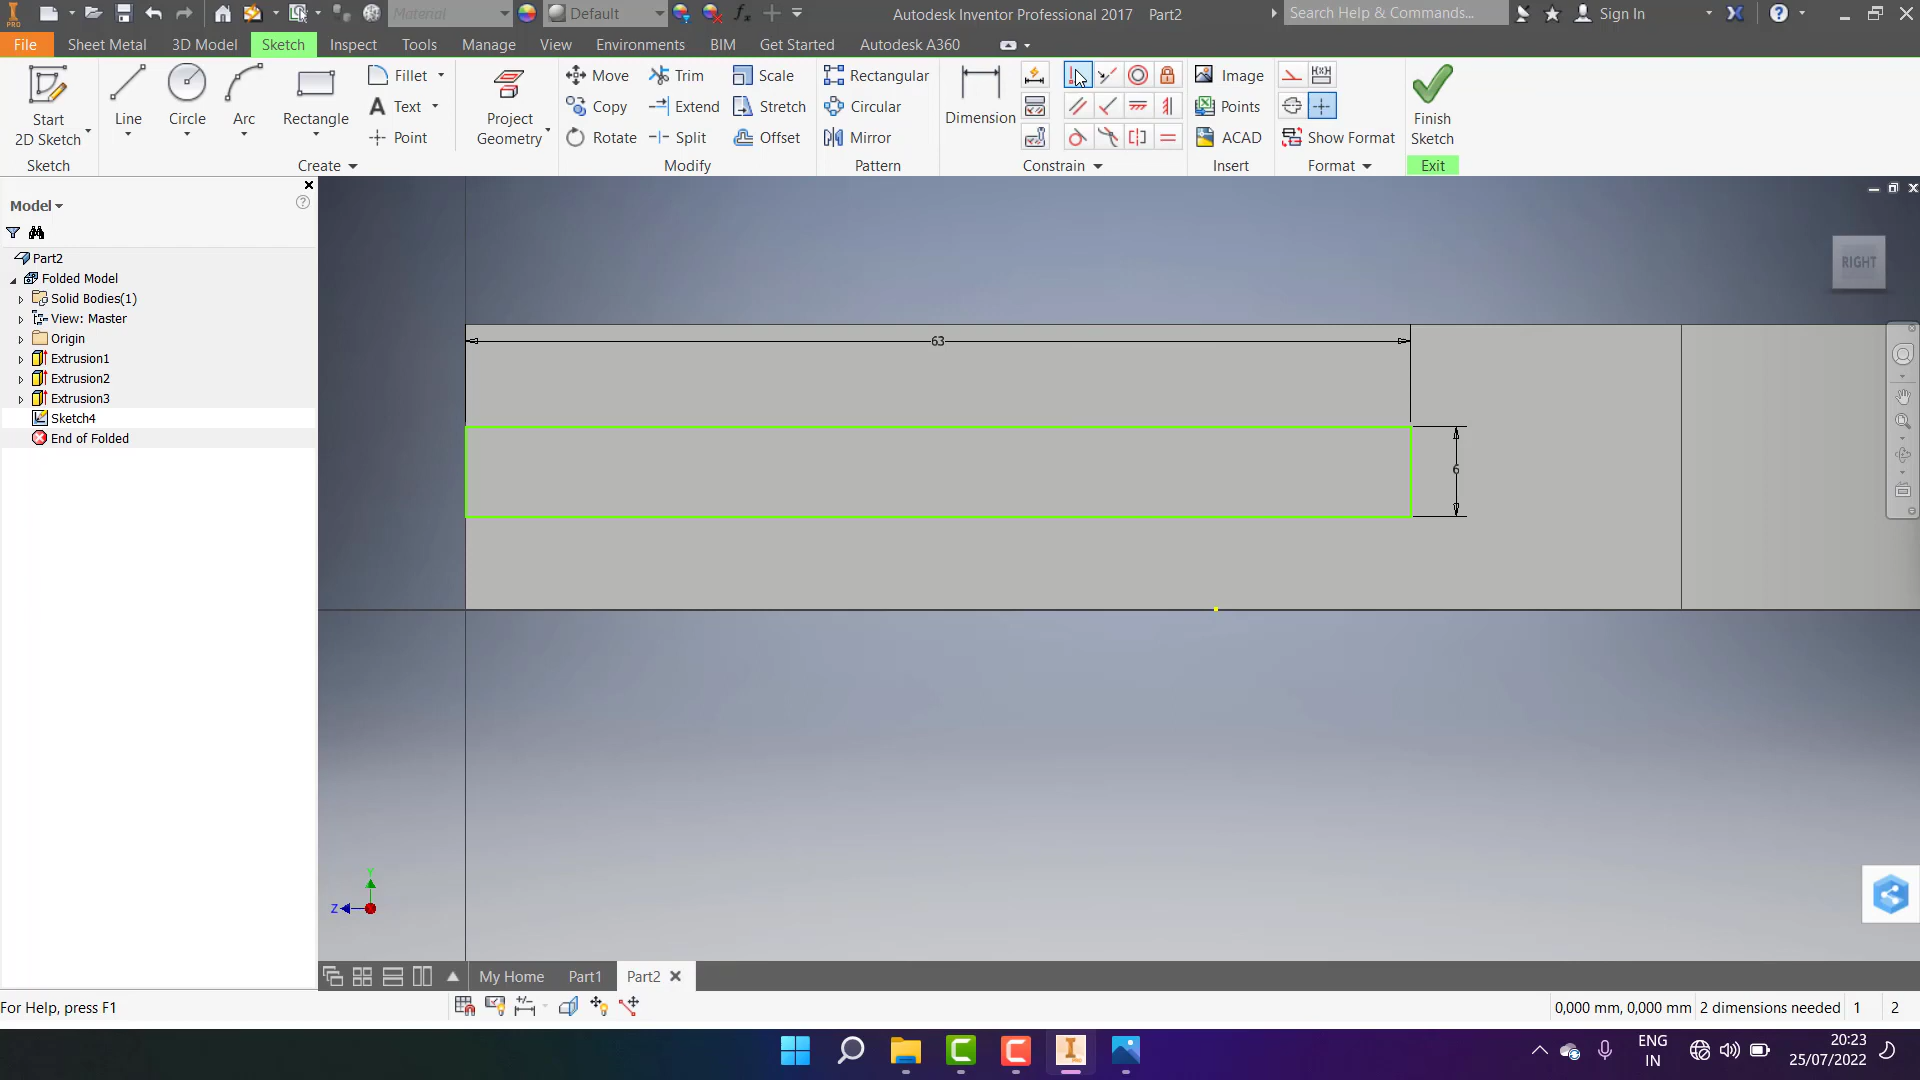 PRO
Material
Default
Autodesk Inventor Professional 2017 Part2
Search Help & Commands...
Sign In
File
Sheet Metal
3D Model
Sketch
Inspect
Tools
Manage
View
Environments
BIM
Get Started
Autodesk A360
Start
2D Sketch
Line
Circle
Arc
Rectangle
Fillet
Text
Point
Project
Geometry
Move
Copy
Rotate
Trim
Extend
Split
Scale
Stretch
Offset
Rectangular
Circular
Mirror
Dimension
Image
Points
ACAD
Show Format
Finish
Sketch
Sketch
Create
Modify
Pattern
Constrain
Insert
Format
Exit
Model
Part2
Folded Model
Solid Bodies(1)
View: Master
Origin
Extrusion1
Extrusion2
Extrusion3
Sketch4
End of Folded
RIGHT
63
6
Y
Z
My Home
Part1
Part2
For Help, press F1
0,000 mm, 0,000 mm
2 dimensions needed
1
2
ENG
IN
20:23
25/07/2022